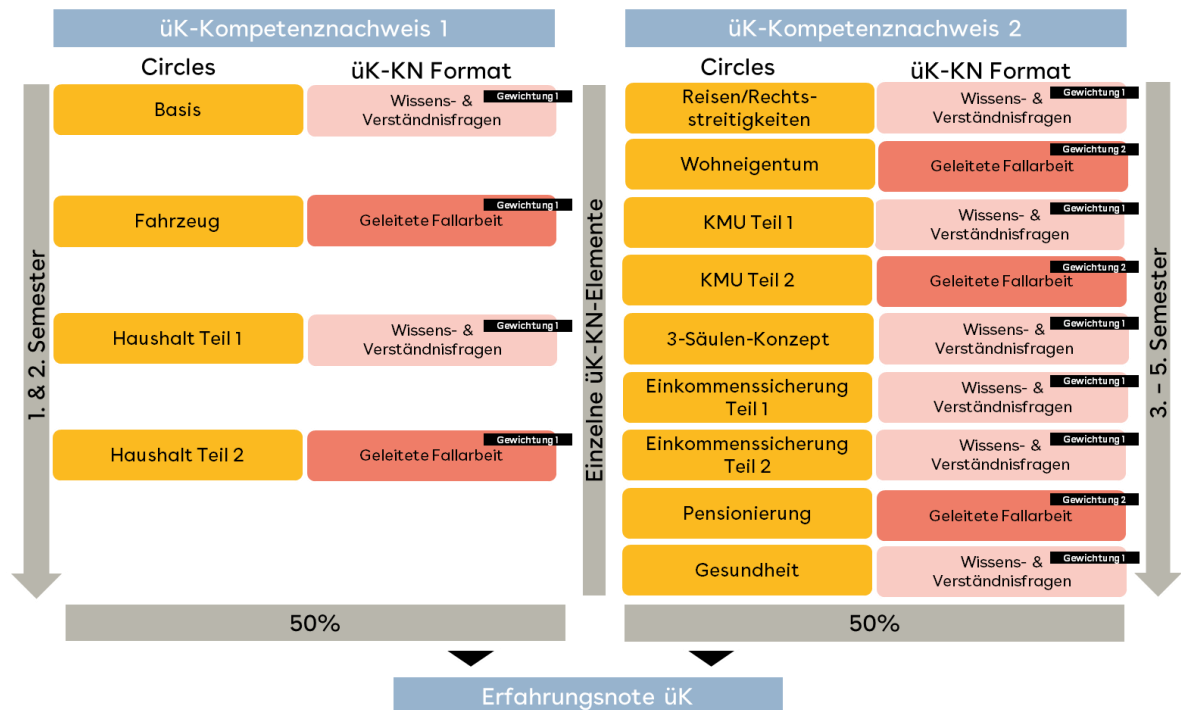 üK-Kompetenznachweis 1
Circles
üK-KN Format
Basis
Gewichtung 1
Wissens- &
Verständnisfragen
Fahrzeug
Gewichtung 1
Geleitete Fallarbeit
Haushalt Teil 1
Gewichtung 1
Wissens- &
Verständnisfragen
Haushalt Teil 2
Gewichtung 1
Geleitete Fallarbeit
1. & 2. Semester
50%
Einzelne üK-KN-Elemente
üK-Kompetenznachweis 2
Circles
üK-KN Format
Reisen/Rechts-
streitigkeiten
Gewichtung 1
Wissens- &
Verständnisfragen
Wohneigentum
Gewichtung 2
Geleitete Fallarbeit
KMU Teil 1
Gewichtung 1
Wissens- &
Verständnisfragen
KMU Teil 2
Gewichtung 2
Geleitete Fallarbeit
3-Säulen-Konzept
Gewichtung 1
Wissens- &
Verständnisfragen
Einkommenssicherung
Teil 1
Gewichtung 1
Wissens- &
Verständnisfragen
Einkommenssicherung
Teil 2
Gewichtung 1
Wissens- &
Verständnisfragen
Pensionierung
Gewichtung 2
Geleitete Fallarbeit
Gesundheit
Gewichtung 1
Wissens- &
Verständnisfragen
3. – 5. Semester
50%
Erfahrungsnote üK